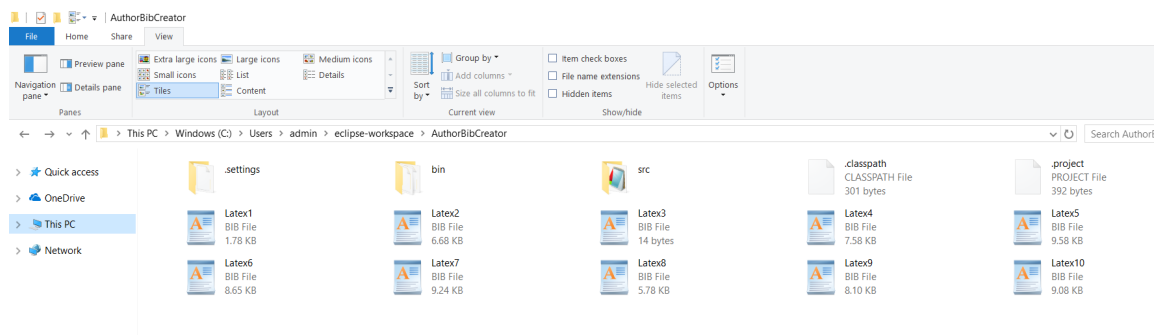 AuthorBibCreator
File Home Share View
Navigation pane
Preview pane
Details pane
Panes
Extra large icons Large icons Medium icons
Small icons List Details
Tiles Content
Layout
Sort by
Group by
Add columns
Size all columns to fit
Current view
Item check boxes
File name extensions
Hidden items
Hide selected items
Show/hide
Options
This PC > Windows (C:) > Users > admin > eclipse-workspace > AuthorBibCreator
Search AuthorB
Quick access
OneDrive
This PC
Network
.settings
bin
src
.classpath
CLASSPATH File
301 bytes
.project
PROJECT File
392 bytes
Latex1
BIB File
1.78 KB
Latex2
BIB File
6.68 KB
Latex3
BIB File
14 bytes
Latex4
BIB File
7.58 KB
Latex5
BIB File
9.58 KB
Latex6
BIB File
8.65 KB
Latex7
BIB File
9.24 KB
Latex8
BIB File
5.78 KB
Latex9
BIB File
8.10 KB
Latex10
BIB File
9.08 KB